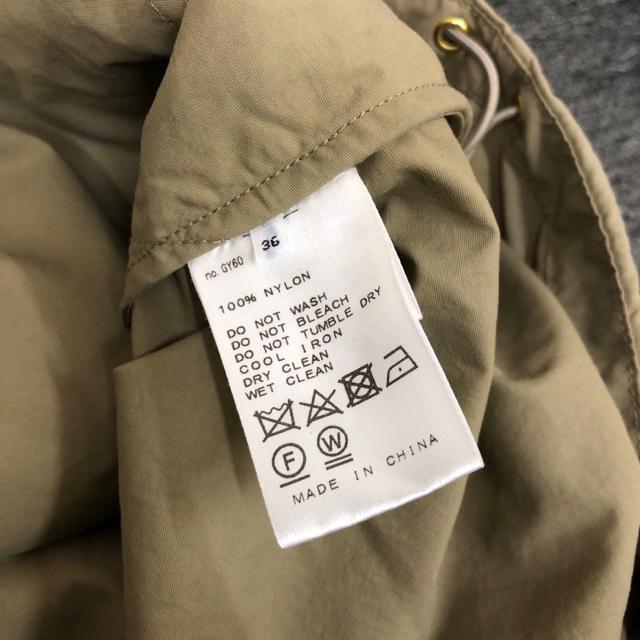 36
no. GY60
100% NYLON
DO NOT WASH
DO NOT BLEACH
DO NOT TUMBLE DRY
COOL IRON
DRY CLEAN
WET CLEAN
F W
MADE IN CHINA